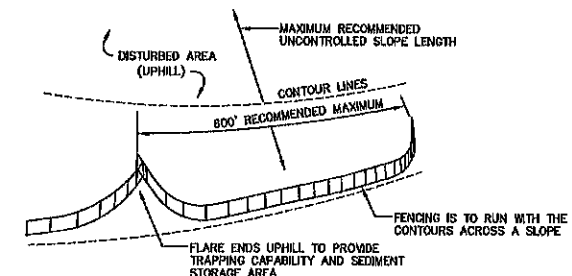 MAXIMUM RECOMMENDED
UNCONTROLLED SLOPE LENGTH
DISTURBED AREA
(UPHILL)
CONTOUR LINES
600' RECOMMENDED MAXIMUM
FENCING IS TO RUN WITH THE
CONTOURS ACROSS A SLOPE
FLARE ENDS UPHILL TO PROVIDE
TRAPPING CAPABILITY AND SEDIMENT
STORAGE AREA